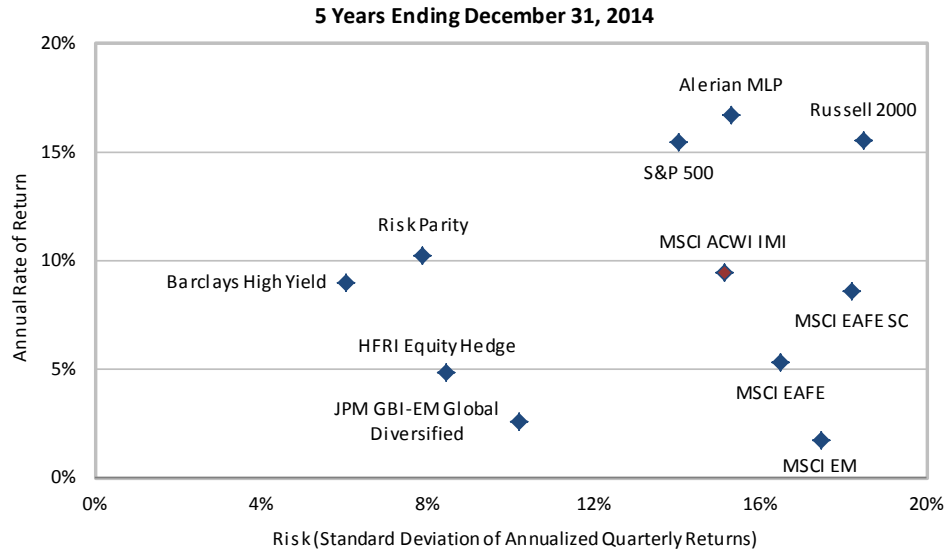 5 Years Ending December 31, 2014
20%
15%
10%
5%
0%
Annual Rate of Return
Alerian MLP
Russell 2000
S&P 500
Risk Parity
MSCI ACWI IMI
Barclays High Yield
MSCI EAFE SC
HFRI Equity Hedge
MSCI EAFE
JPM GBI-EM Global
Diversified
MSCI EM
0%
4%
8%
12%
16%
20%
Risk (Standard Deviation of Annualized Quarterly Returns)